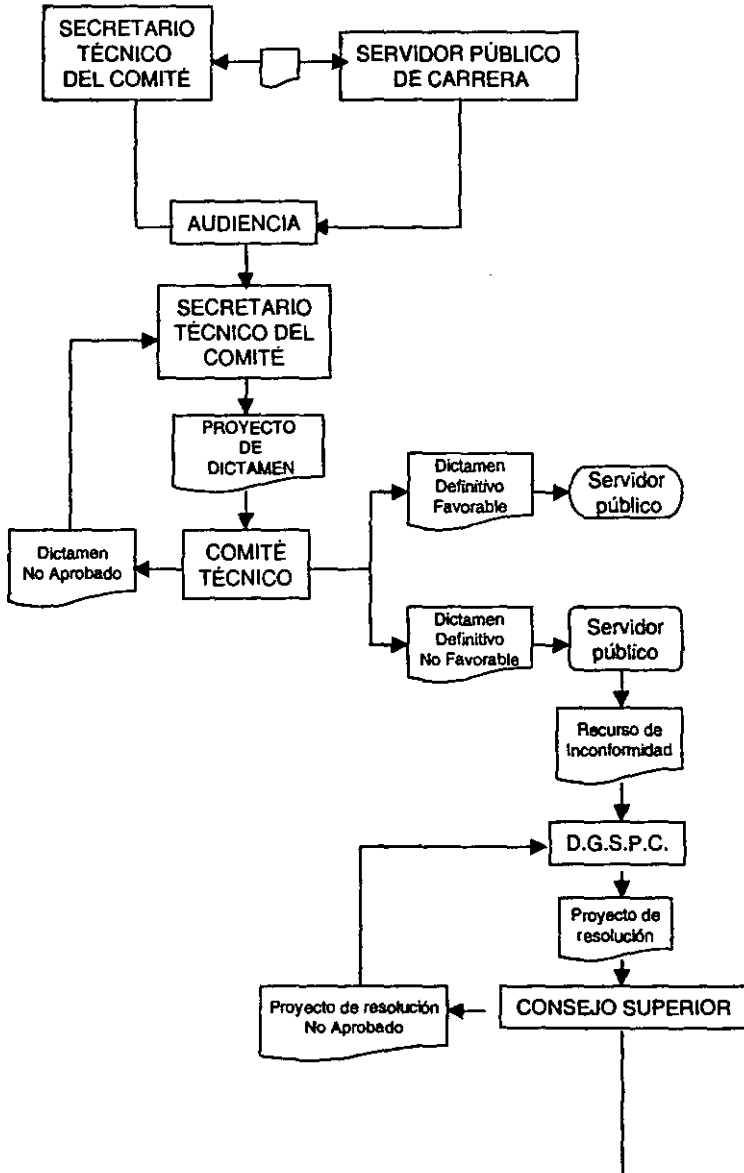 SECRETARIO
TÉCNICO
DEL COMITÉ
SERVIDOR PÚBLICO
DE CARRERA
AUDIENCIA
SECRETARIO
TÉCNICO DEL
COMITÉ
PROYECTO
DE
DICTAMEN
Dictamen
Definitivo
Favorable
Servidor
público
Dictamen
No Aprobado
COMITÉ
TÉCNICO
Dictamen
Definitivo
No Favorable
Servidor
público
Recurso de
Inconformidad
D.G.S.P.C.
Proyecto de
resolución
Proyecto de resolución
No Aprobado
CONSEJO SUPERIOR